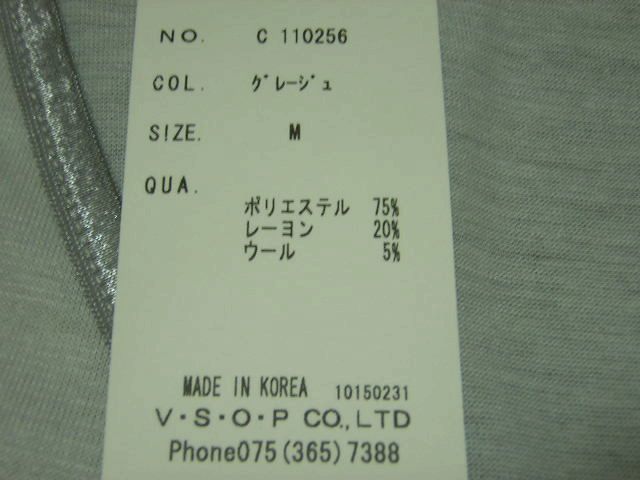 NO. C 110256
COL. ｸﾞﾚｰｼﾞｭ
SIZE. M
QUA.
ポリエステル 75%
レーヨン 20%
ウール 5%
MADE IN KOREA 10150231
V・S・O・P CO.,LTD
Phone075(365)7388